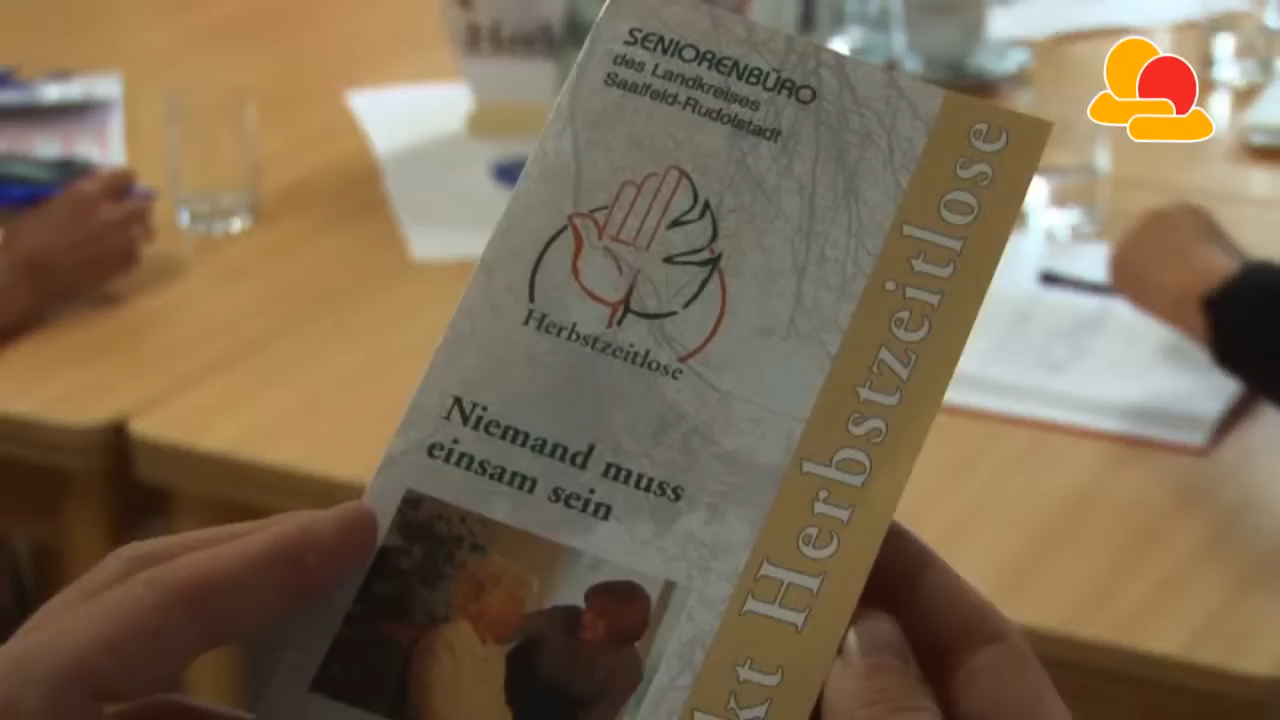 SENIORENBÜRO
des Landkreises
Saalfeld-Rudolstadt
Herbstzeitlose
Niemand muss
einsam sein
kt Herbstzeitlose